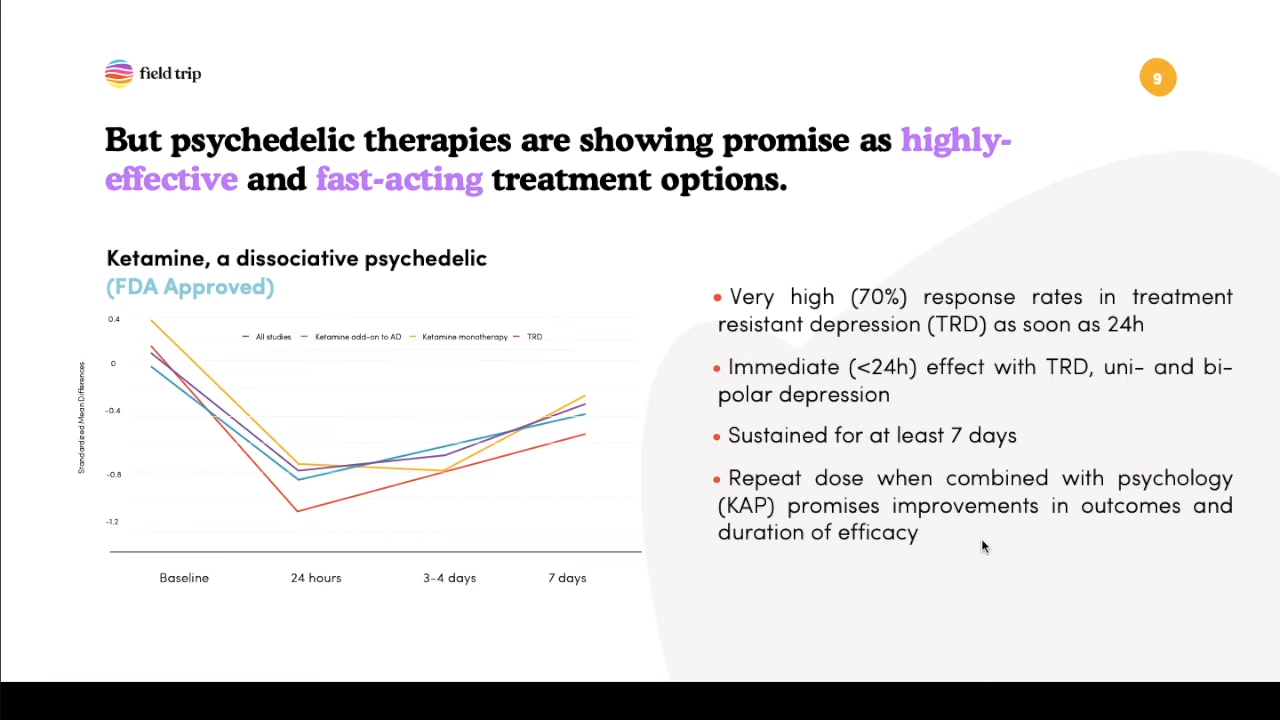 field trip
9
But psychedelic therapies are showing promise as highly-
effective and fast-acting treatment options.
Ketamine, a dissociative psychedelic
(FDA Approved)
All studies
Ketamine add-on to AD
Ketamine monotherapy
TRD
Standardized Mean Differences
0.4
0
-0.4
-0.8
-1.2
Baseline
24 hours
3-4 days
7 days
• Very high (70%) response rates in treatment
resistant depression (TRD) as soon as 24h
• Immediate (<24h) effect with TRD, uni- and bi-
polar depression
• Sustained for at least 7 days
• Repeat dose when combined with psychology
(KAP) promises improvements in outcomes and
duration of efficacy